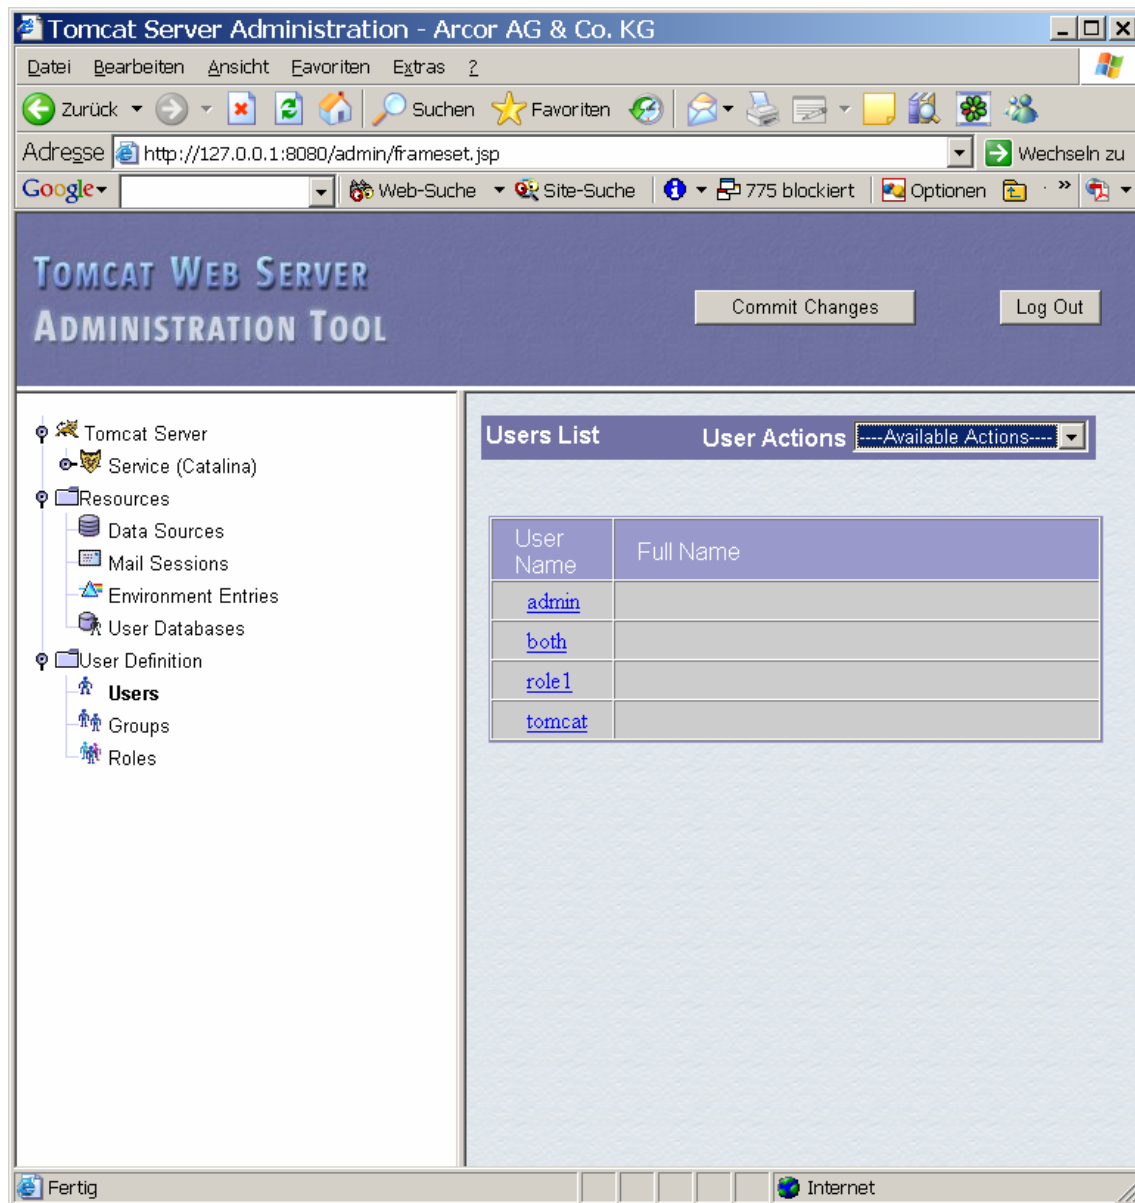 Tomcat Server Administration - Arcor AG & Co. KG
Datei Bearbeiten Ansicht Favoriten Extras ?
Zurück Suchen Favoriten
Adresse http://127.0.0.1:8080/admin/frameset.jsp Wechseln zu
Google Web-Suche Site-Suche 775 blockiert Optionen »
TOMCAT WEB SERVER
ADMINISTRATION TOOL
Commit Changes Log Out
Tomcat Server
Service (Catalina)
Resources
Data Sources
Mail Sessions
Environment Entries
User Databases
User Definition
Users
Groups
Roles
Users List User Actions ----Available Actions----
User Name Full Name
admin
both
role1
tomcat
Fertig Internet